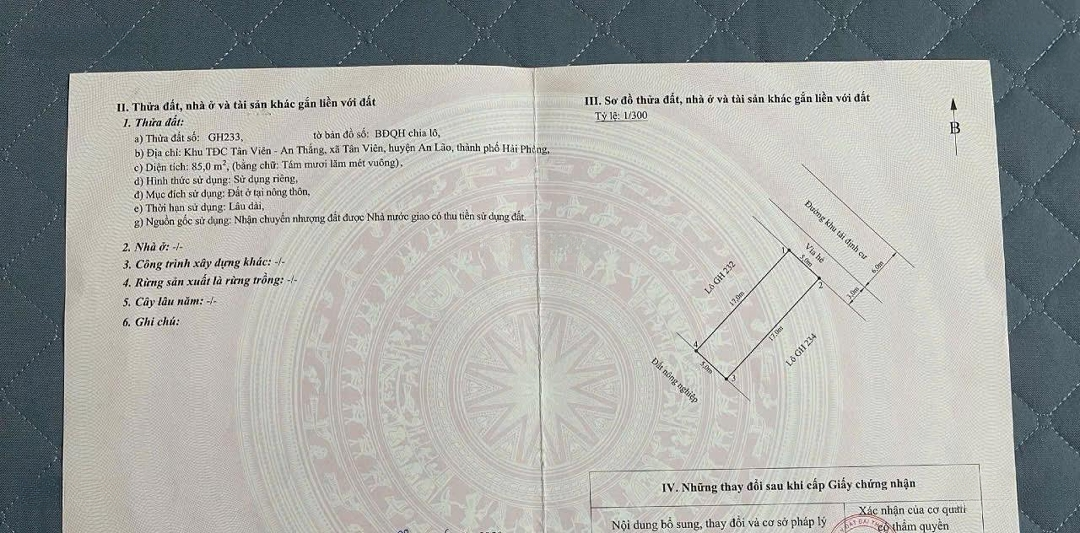 II. Thửa đất, nhà ở và tài sản khác gắn liền với đất
1. Thửa đất:
a) Thửa đất số: GH233, tờ bản đồ số: BĐQH chia lô,
b) Địa chỉ: Khu TĐC Tân Viên - An Thắng, xã Tân Viên, huyện An Lão, thành phố Hải Phòng,
c) Diện tích: 85,0 m², (bằng chữ: Tám mươi lăm mét vuông),
d) Hình thức sử dụng: Sử dụng riêng,
đ) Mục đích sử dụng: Đất ở tại nông thôn,
e) Thời hạn sử dụng: Lâu dài,
g) Nguồn gốc sử dụng: Nhận chuyển nhượng đất được Nhà nước giao có thu tiền sử dụng đất.
2. Nhà ở: -/-
3. Công trình xây dựng khác: -/-
4. Rừng sản xuất là rừng trồng: -/-
5. Cây lâu năm: -/-
6. Ghi chú:
III. Sơ đồ thửa đất, nhà ở và tài sản khác gắn liền với đất
Tỷ lệ: 1/300
B
Đường khu tái định cư
Vỉa hè
6,0m
3,0m
1
5,0m
2
Lô GH 232
17,0m
17,0m
Lô GH 234
4
5,0m
3
Đất nông nghiệp
IV. Những thay đổi sau khi cấp Giấy chứng nhận
Nội dung bổ sung, thay đổi và cơ sở pháp lý
Xác nhận của cơ quan
có thẩm quyền